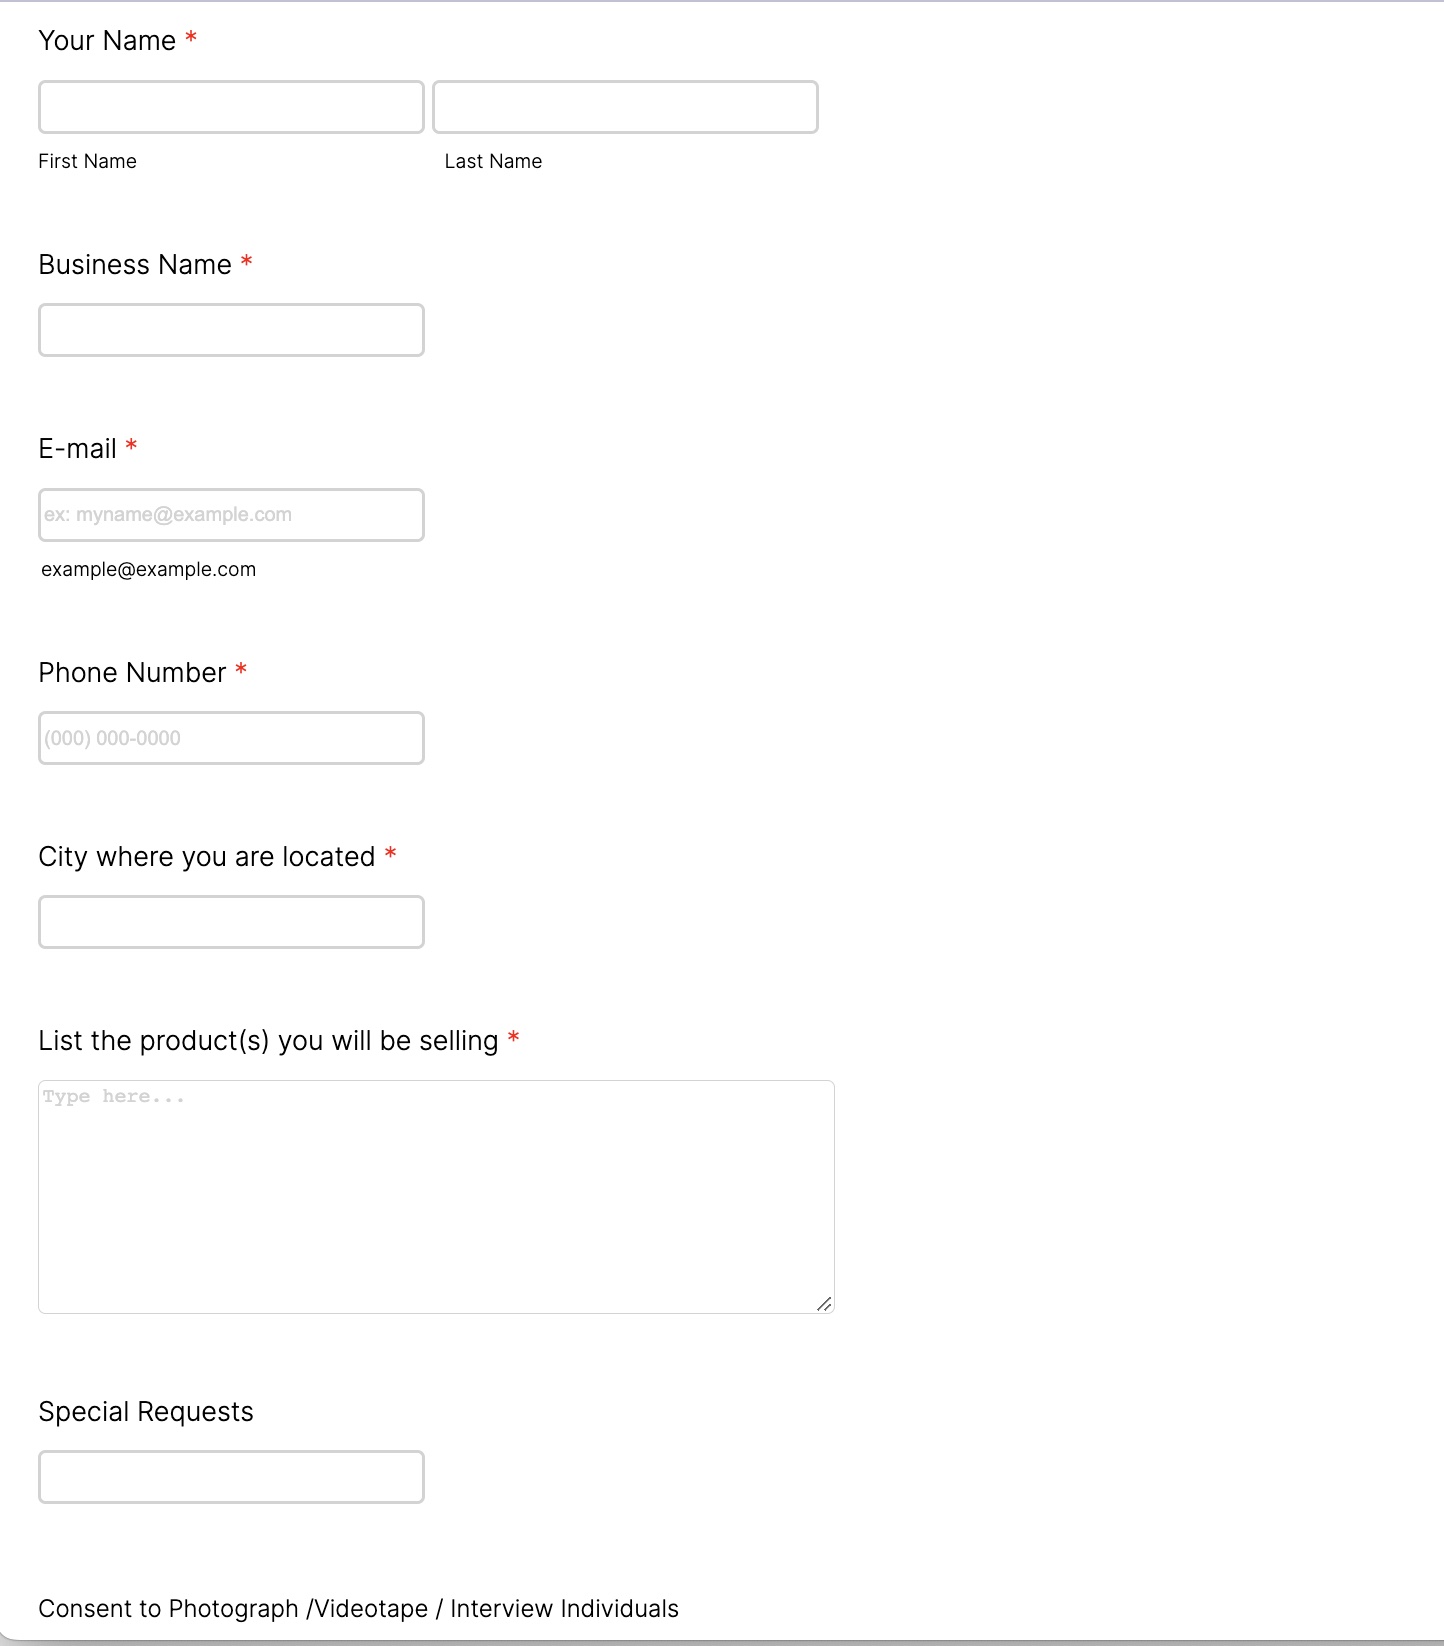 Your Name *
First Name Last Name
Business Name *
E-mail *
ex: myname@example.com
example@example.com
Phone Number *
(000) 000-0000
City where you are located *
List the product(s) you will be selling *
Type here...
Special Requests
Consent to Photograph /Videotape / Interview Individuals